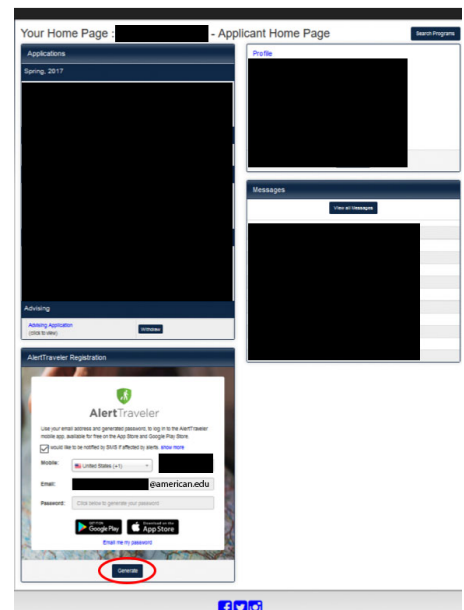 Your Home Page :
- Applicant Home Page
Search Programs
Applications
Spring, 2017
Advising
Advising Application
(click to view)
Withdraw
Profile
Messages
View all Messages
AlertTraveler Registration
AlertTraveler
Use your email address and generated password, to log in to the AlertTraveler
mobile app, available for free on the App Store and Google Play Store.
I would like to be notified by SMS if affected by alerts. show more
Mobile:
United States (+1)
Email:
@american.edu
Password:
Click below to generate your password
Google Play
Download on the
App Store
Email me my password
Generate